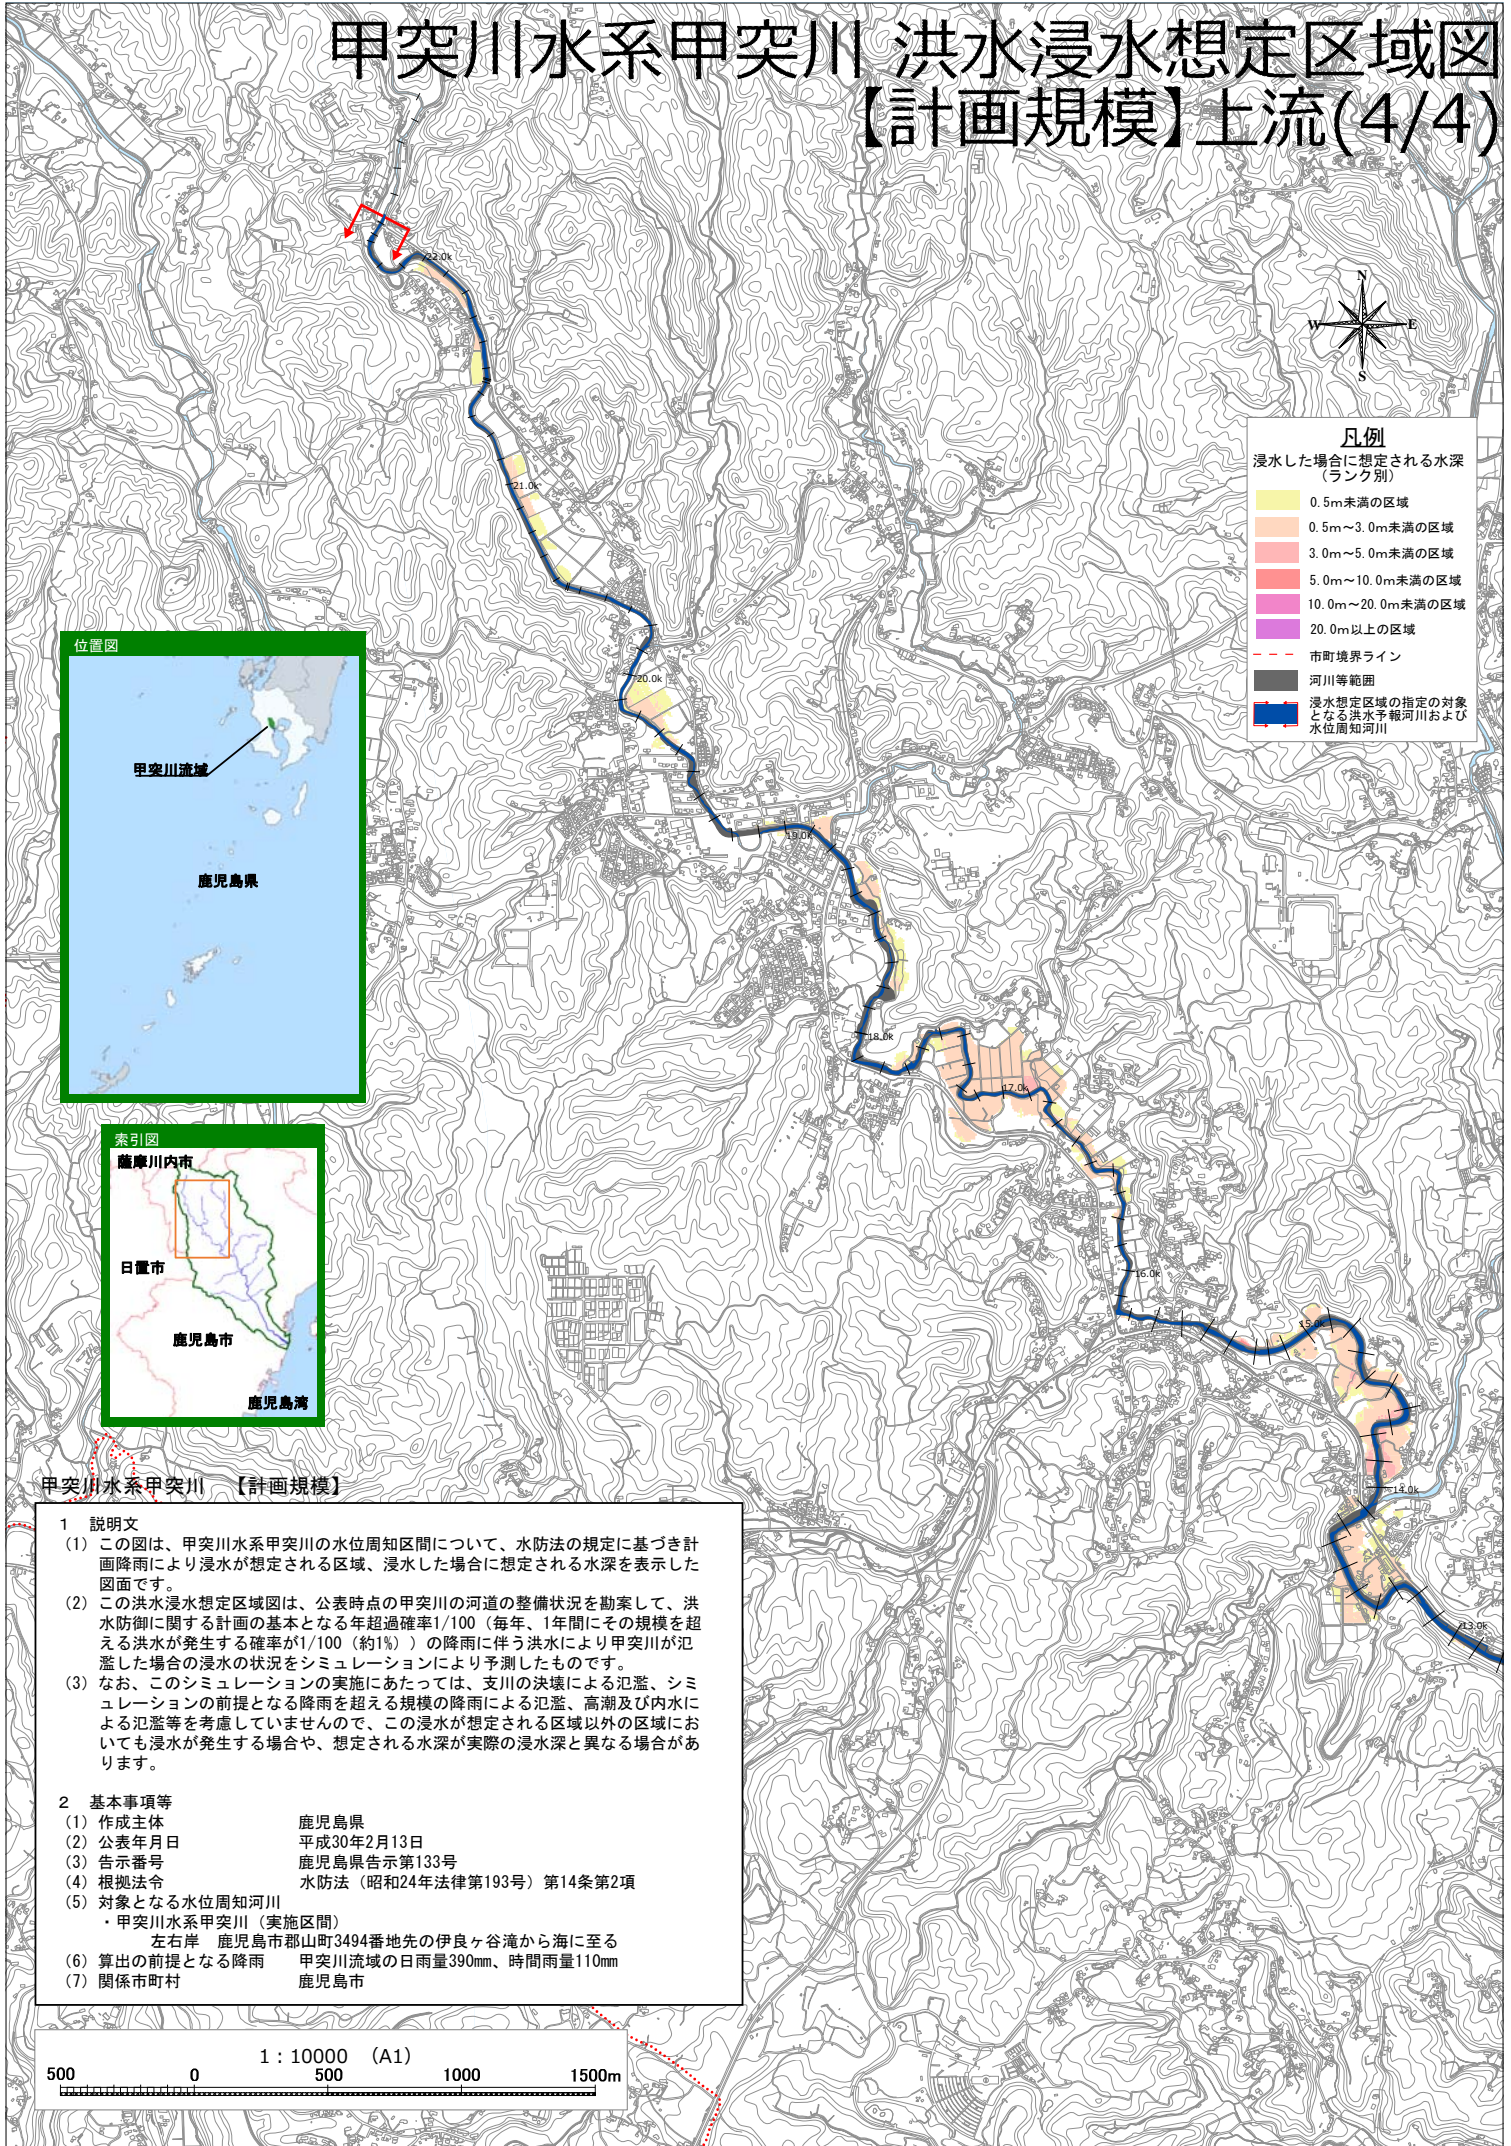 甲突川水系甲突川 洪水浸水想定区域図
【計画規模】上流(4/4)
N
W
E
S
凡例
浸水した場合に想定される水深
(ランク別)
0.5m未満の区域
0.5m～3.0m未満の区域
3.0m～5.0m未満の区域
5.0m～10.0m未満の区域
10.0m～20.0m未満の区域
20.0m以上の区域
市町境界ライン
河川等範囲
浸水想定区域の指定の対象
となる洪水予報河川および
水位周知河川
22.0k
21.0k
20.0k
19.0k
18.0k
17.0k
16.0k
15.0k
14.0k
13.0k
位置図
甲突川流域
鹿児島県
索引図
薩摩川内市
日置市
鹿児島市
鹿児島湾
甲突川水系甲突川 【計画規模】
1 説明文
(1) この図は、甲突川水系甲突川の水位周知区間について、水防法の規定に基づき計
画降雨により浸水が想定される区域、浸水した場合に想定される水深を表示した
図面です。
(2) この洪水浸水想定区域図は、公表時点の甲突川の河道の整備状況を勘案して、洪
水防御に関する計画の基本となる年超過確率1/100（毎年、1年間にその規模を超
える洪水が発生する確率が1/100（約1%））の降雨に伴う洪水により甲突川が氾
濫した場合の浸水の状況をシミュレーションにより予測したものです。
(3) なお、このシミュレーションの実施にあたっては、支川の決壊による氾濫、シミ
ュレーションの前提となる降雨を超える規模の降雨による氾濫、高潮及び内水に
よる氾濫等を考慮していませんので、この浸水が想定される区域以外の区域にお
いても浸水が発生する場合や、想定される水深が実際の浸水深と異なる場合があ
ります。
2 基本事項等
(1) 作成主体 鹿児島県
(2) 公表年月日 平成30年2月13日
(3) 告示番号 鹿児島県告示第133号
(4) 根拠法令 水防法（昭和24年法律第193号）第14条第2項
(5) 対象となる水位周知河川
・甲突川水系甲突川（実施区間）
左右岸 鹿児島市郡山町3494番地先の伊良ヶ谷滝から海に至る
(6) 算出の前提となる降雨 甲突川流域の日雨量390mm、時間雨量110mm
(7) 関係市町村 鹿児島市
1：10000 （A1）
500 0 500 1000 1500m